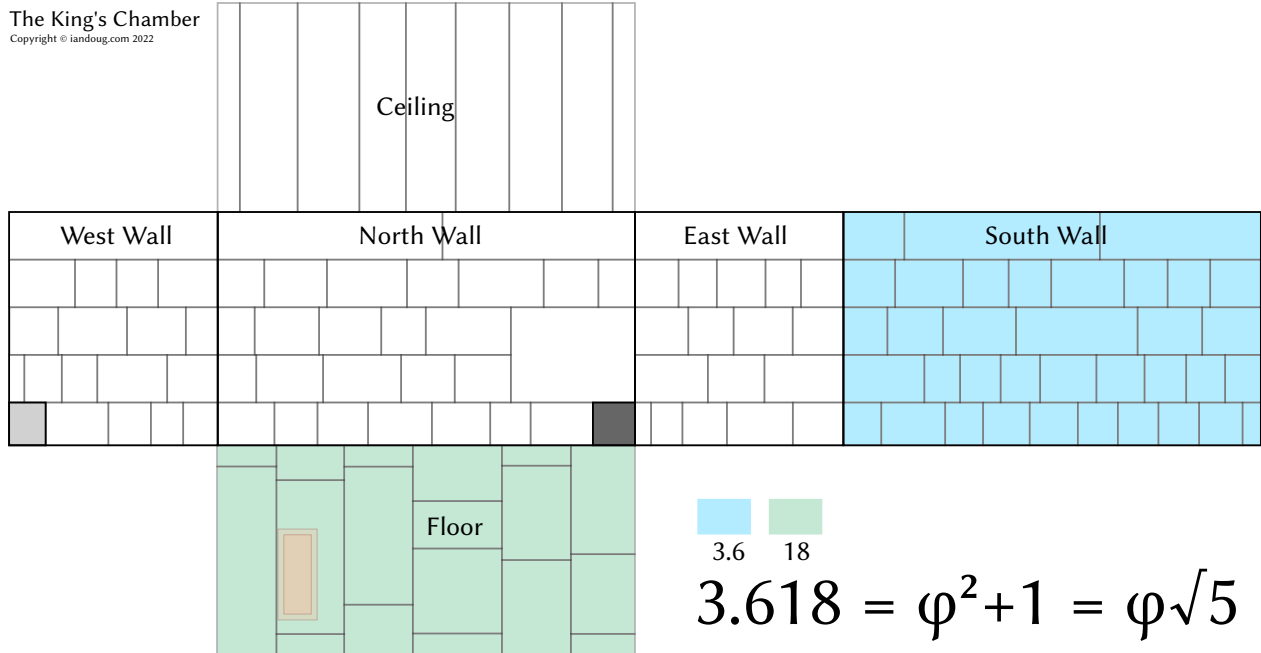 The King's Chamber
Copyright © iandoug.com 2022
Ceiling
West Wall
North Wall
East Wall
South Wall
Floor
3.6
18
3.618 = φ²+1 = φ√5